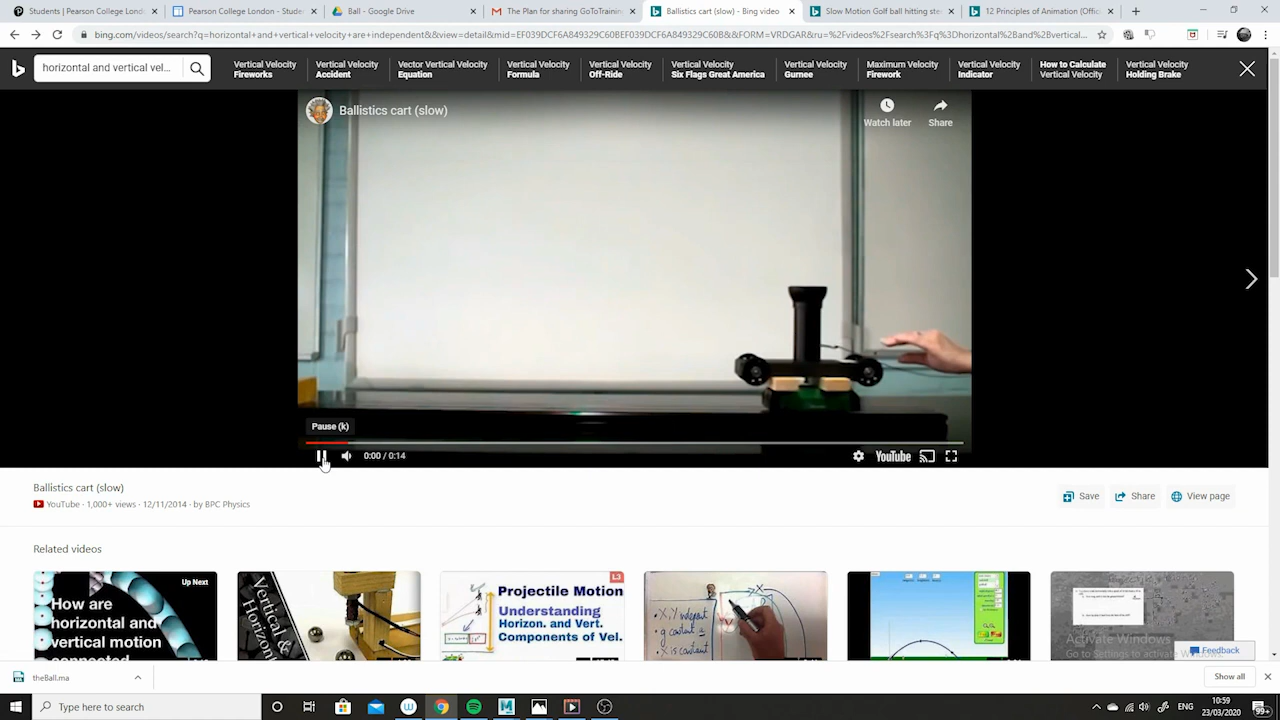 Students | Pearson College Londo
Pearson College London - Stude
Ball - Google Drive
The Plan for sharing GoToTrainin
Ballistics cart (slow) - Bing video
Slow Motion Golf ball hitting ste
12 Principles of Animation (Offic
bing.com/videos/search?q=horizontal+and+vertical+velocity+are+independent&&view=detail&mid=EF039DCF6A849329C60BEF039DCF6A849329C60B&&FORM=VRDGAR&ru=%2Fvideos%2Fsearch%3Fq%3Dhorizontal%2Band%2Bvertical...
horizontal and vertical vel...
Vertical Velocity Fireworks
Vertical Velocity Accident
Vector Vertical Velocity Equation
Vertical Velocity Formula
Vertical Velocity Off-Ride
Vertical Velocity Six Flags Great America
Vertical Velocity Gurnee
Maximum Velocity Firework
Vertical Velocity Indicator
How to Calculate Vertical Velocity
Vertical Velocity Holding Brake
Ballistics cart (slow)
Watch later
Share
Pause (k)
0:00 / 0:14
YouTube
Ballistics cart (slow)
YouTube · 1,000+ views · 12/11/2014 · by BPC Physics
Save
Share
View page
Related videos
Up Next
How are
horizontal and
vertical motion
connected
Vertical &
Horizont
Projectile Motion
Understanding
Horizon. and Vert.
Components of Vel.
Activate Windows
Go to Settings to activate Windows.
Feedback
theBall.ma
Show all
Type here to search
ENG
10:59
23/03/2020
99+